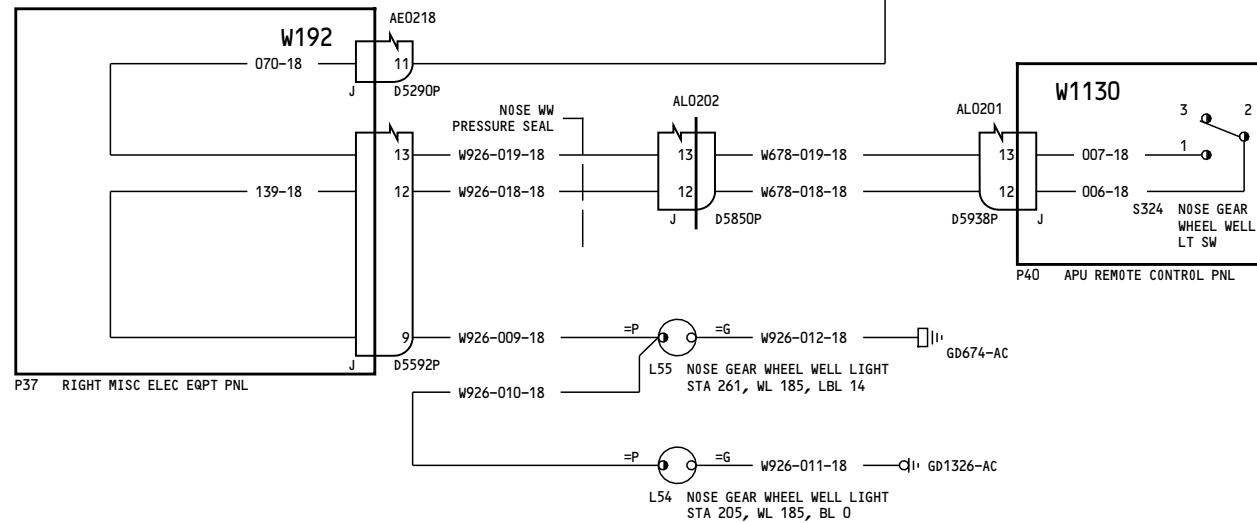 AE0218
W192
070-18
11
J
D5290P
NOSE WW
PRESSURE SEAL
AL0202
AL0201
W1130
3
2
1
13
W926-019-18
13
W678-019-18
13
007-18
139-18
12
W926-018-18
12
W678-018-18
12
006-18
J
D5850P
D5938P
J
S324 NOSE GEAR
WHEEL WELL
LT SW
P40 APU REMOTE CONTROL PNL
9
W926-009-18
=P
=G
W926-012-18
GD674-AC
J
D5592P
L55 NOSE GEAR WHEEL WELL LIGHT
STA 261, WL 185, LBL 14
P37 RIGHT MISC ELEC EQPT PNL
W926-010-18
=P
=G
W926-011-18
GD1326-AC
L54 NOSE GEAR WHEEL WELL LIGHT
STA 205, WL 185, BL 0